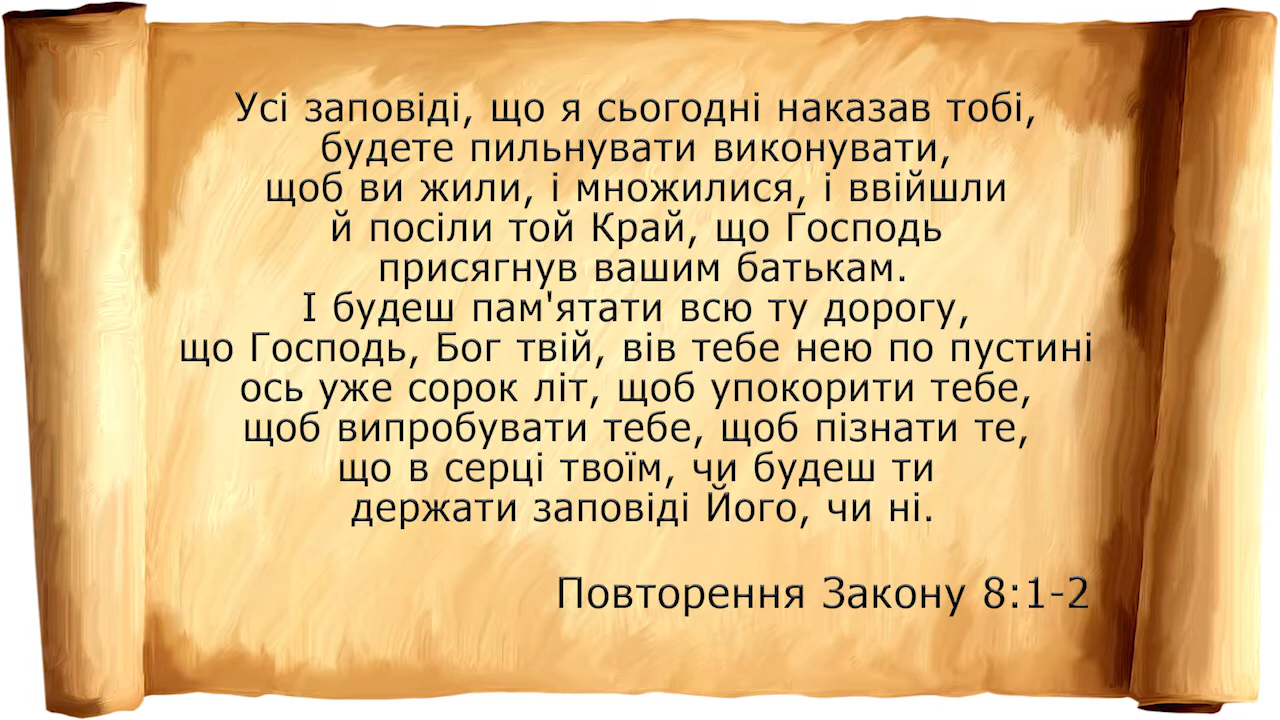 Усі заповіді, що я сьогодні наказав тобі,
будете пильнувати виконувати,
щоб ви жили, і множилися, і ввійшли
й посіли той Край, що Господь
присягнув вашим батькам.
І будеш пам'ятати всю ту дорогу,
що Господь, Бог твій, вів тебе нею по пустині
ось уже сорок літ, щоб упокорити тебе,
щоб випробувати тебе, щоб пізнати те,
що в серці твоїм, чи будеш ти
держати заповіді Його, чи ні.
Повторення Закону 8:1-2